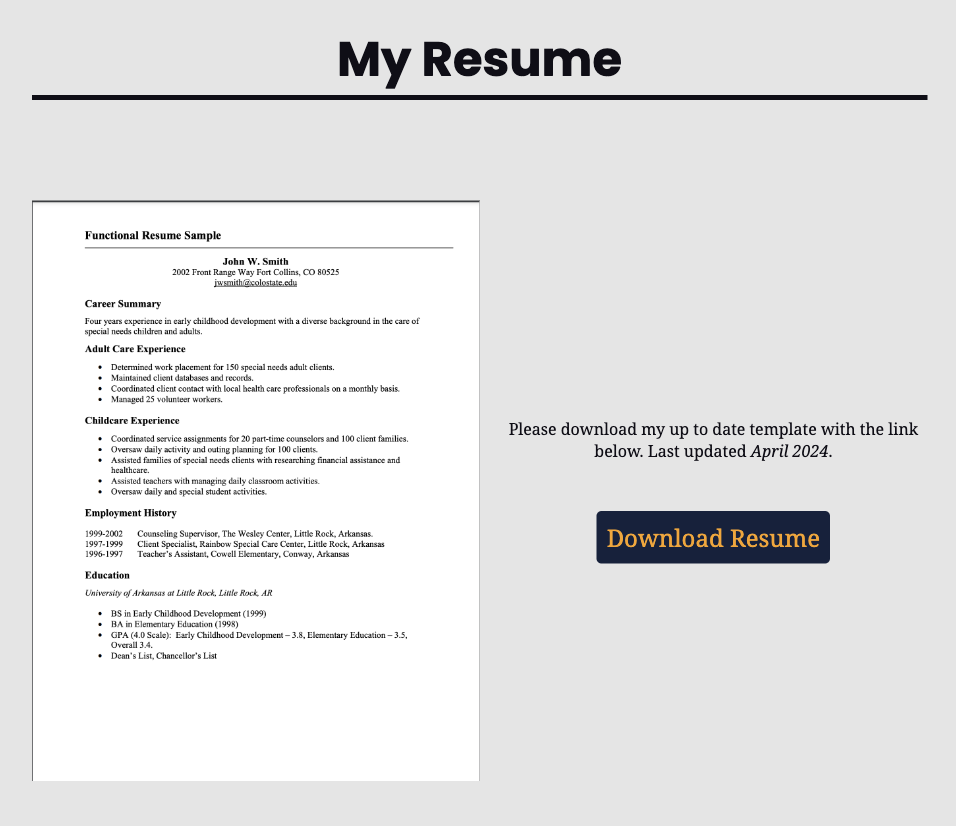 My Resume
Functional Resume Sample
John W. Smith
2002 Front Range Way Fort Collins, CO 80525
jwsmith@colostate.edu
Career Summary
Four years experience in early childhood development with a diverse background in the care of
special needs children and adults.
Adult Care Experience
• Determined work placement for 150 special needs adult clients.
• Maintained client databases and records.
• Coordinated client contact with local health care professionals on a monthly basis.
• Managed 25 volunteer workers.
Childcare Experience
• Coordinated service assignments for 20 part-time counselors and 100 client families.
• Oversaw daily activity and outing planning for 100 clients.
• Assisted families of special needs clients with researching financial assistance and
healthcare.
• Assisted teachers with managing daily classroom activities.
• Oversaw daily and special student activities.
Employment History
1999-2002 Counseling Supervisor, The Wesley Center, Little Rock, Arkansas.
1997-1999 Client Specialist, Rainbow Special Care Center, Little Rock, Arkansas
1996-1997 Teacher's Assistant, Cowell Elementary, Conway, Arkansas
Education
University of Arkansas at Little Rock, Little Rock, AR
• BS in Early Childhood Development (1999)
• BA in Elementary Education (1998)
• GPA (4.0 Scale): Early Childhood Development – 3.8, Elementary Education – 3.5,
Overall 3.4.
• Dean's List, Chancellor's List
Please download my up to date template with the link
below. Last updated April 2024.
Download Resume